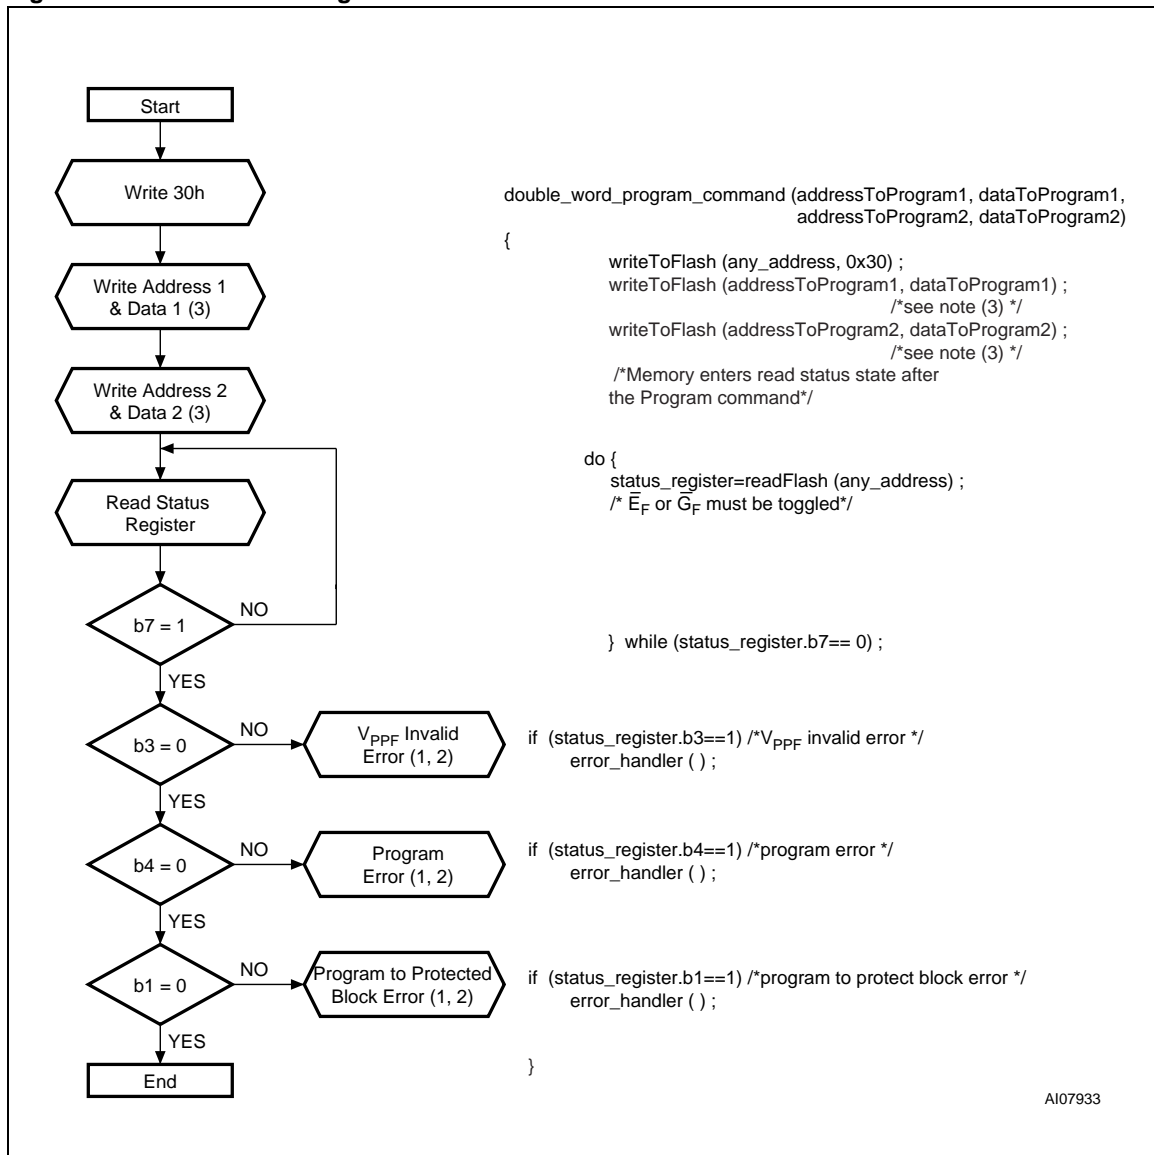 Start
Write 30h
Write Address 1
& Data 1 (3)
Write Address 2
& Data 2 (3)
Read Status
Register
b7 = 1
NO
YES
b3 = 0
NO
VPPF Invalid
Error (1, 2)
YES
b4 = 0
NO
Program
Error (1, 2)
YES
b1 = 0
NO
Program to Protected
Block Error (1, 2)
YES
End
double_word_program_command (addressToProgram1, dataToProgram1,
addressToProgram2, dataToProgram2)
{
writeToFlash (any_address, 0x30) ;
writeToFlash (addressToProgram1, dataToProgram1) ;
/*see note (3) */
writeToFlash (addressToProgram2, dataToProgram2) ;
/*see note (3) */
/*Memory enters read status state after
the Program command*/
do {
status_register=readFlash (any_address) ;
/* E̅F or G̅F must be toggled*/
} while (status_register.b7== 0) ;
if (status_register.b3==1) /*VPPF invalid error */
error_handler ( ) ;
if (status_register.b4==1) /*program error */
error_handler ( ) ;
if (status_register.b1==1) /*program to protect block error */
error_handler ( ) ;
}
AI07933